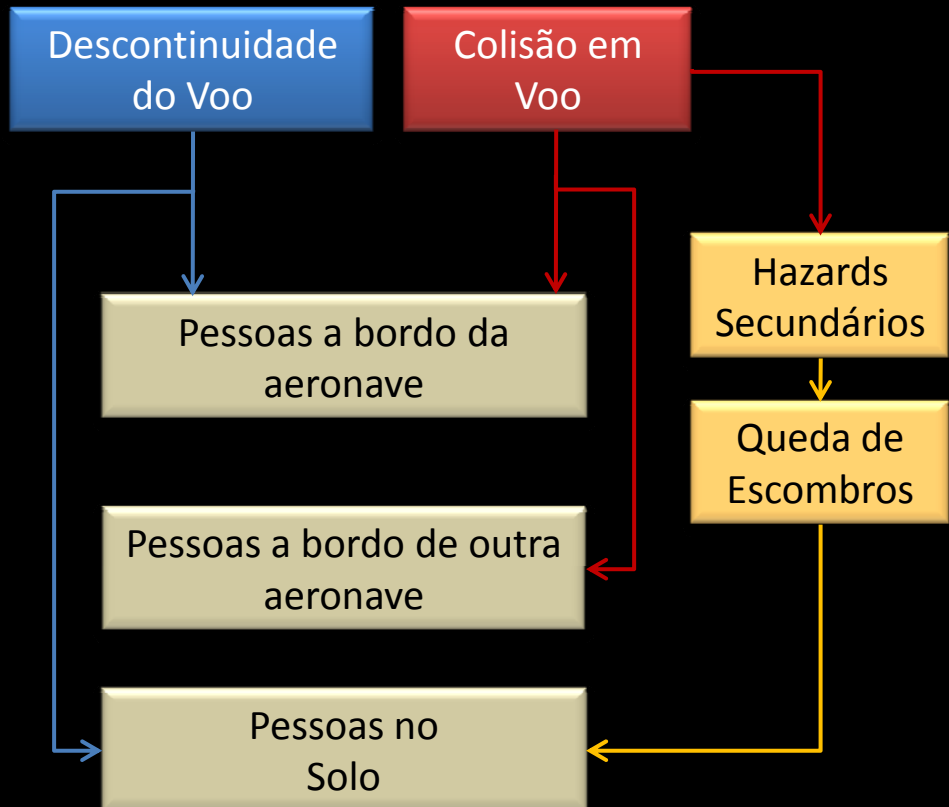 Descontinuidade
do Voo
Colisão em
Voo
Hazards
Secundários
Pessoas a bordo da
aeronave
Queda de
Escombros
Pessoas a bordo de outra
aeronave
Pessoas no
Solo